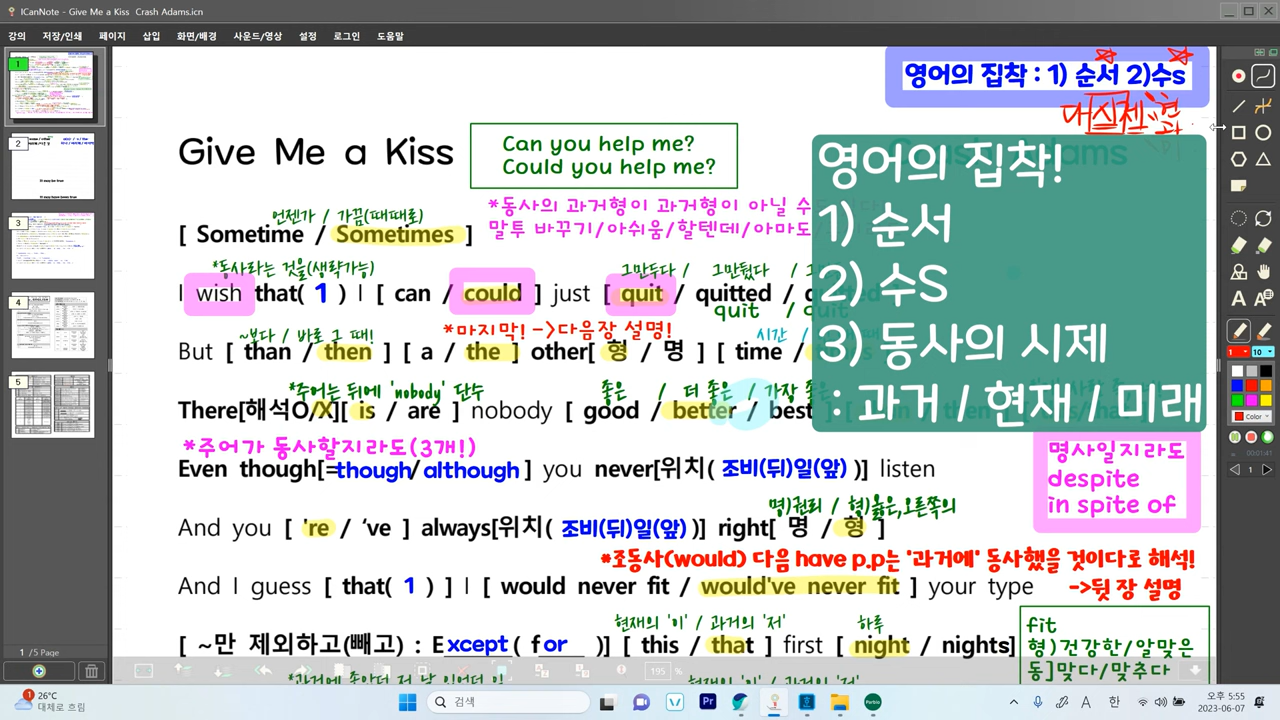 ICanNote - Give Me a Kiss Crash Adams.icn
강의 저장/인쇄 페이지 삽입 화면/배경 사운드/영상 설정 로그인 도움말
영어의 집착 : 1) 순서 2)수s
Give Me a Kiss
Can you help me?
Could you help me?
영어의 집착!
1) 순서
2) 수S
3) 동사의 시제
: 과거 / 현재 / 미래
*동사의 과거형이 과거형이 아닐 수
말투 바꾸기/아쉬움/할텐데/아마도/
언젠가 / 가끔(때때로)
[ Sometime / Sometimes ]
*동사라는 것을(생략가능) 그만두다 / 그만뒀다 /
I wish that( 1 ) I [ can / could ] just [ quit / quitted /
quit / quit
~보다 / 바로 그 때! *마지막! ->다음장 설명! 시간 /
But [ than / then ] [ a / the ] other[ 형 / 명 ] [ time /
*주어는 뒤에 'nobody' 단수 좋은 / 더 좋은 / 가장 좋은
There[해석O/X][ is / are ] nobody [ good / better / best
*주어가 동사할지라도(3개!)
Even though[=though/although ] you never[위치( 조비(뒤)일(앞) )] listen
명사일지라도
despite
in spite of
명)권리 / 형)옳은,오른쪽의
And you [ 're / 've ] always[위치( 조비(뒤)일(앞) )] right[ 명 / 형 ]
*조동사(would) 다음 have p.p는 '과거에' 동사했을 것이다로 해석!
->뒷 장 설명
And I guess [ that( 1 ) ] I [ would never fit / would've never fit ] your type
현재의 '이' / 과거의 '저' 하루
[ ~만 제외하고(빼고) : Except( for )] [ this / that ] first [ night / nights]
fit
형)건강한/알맞은
동]맞다/맞추다
1 / 5 Page
195 %
26°C
대체로 흐림
검색
오후 5:55
2023-06-07